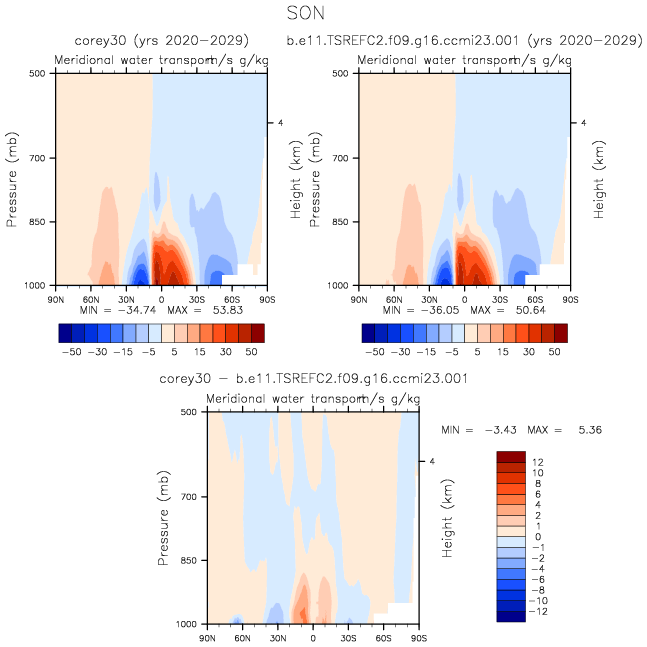 SON
corey30 (yrs 2020-2029)
b.e11.TSREFC2.f09.g16.ccmi23.001 (yrs 2020-2029)
Meridional water transport m/s g/kg
Meridional water transport m/s g/kg
500
700
850
1000
Pressure (mb)
4
Height (km)
90N 60N 30N 0 30S 60S 90S
MIN = -34.74 MAX = 53.83
-50 -30 -15 -5 5 15 30 50
500
700
850
1000
Pressure (mb)
4
Height (km)
90N 60N 30N 0 30S 60S 90S
MIN = -36.05 MAX = 50.64
-50 -30 -15 -5 5 15 30 50
corey30 - b.e11.TSREFC2.f09.g16.ccmi23.001
Meridional water transport m/s g/kg
500
700
850
1000
Pressure (mb)
4
Height (km)
90N 60N 30N 0 30S 60S 90S
MIN = -3.43 MAX = 5.36
12
10
8
6
4
2
1
0
-1
-2
-4
-6
-8
-10
-12